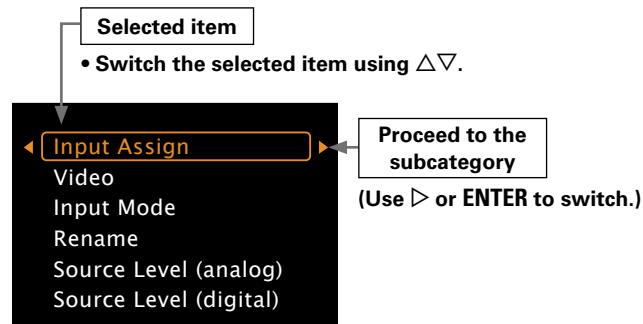 Selected item
• Switch the selected item using △▽.
Input Assign
Video
Input Mode
Rename
Source Level (analog)
Source Level (digital)
Proceed to the
subcategory
(Use ▷ or ENTER to switch.)